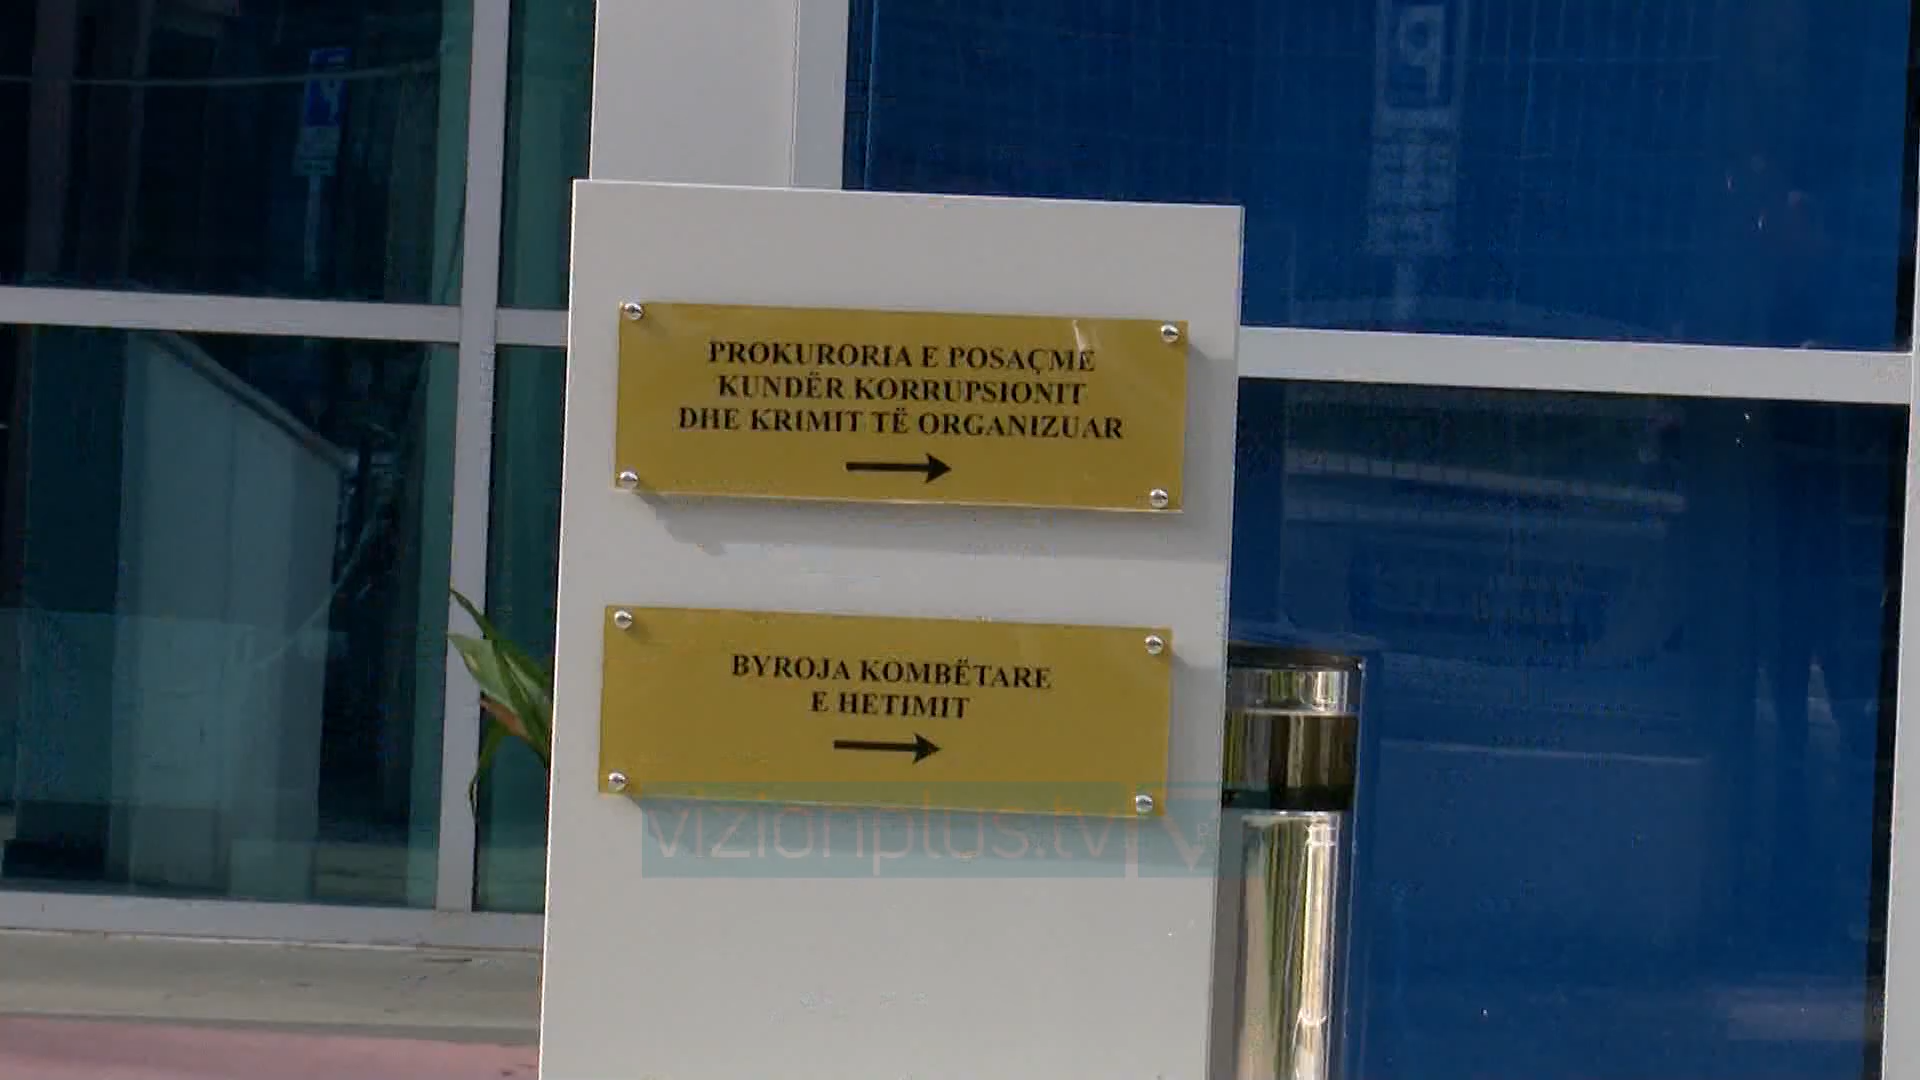 PROKURORIA E POSAÇME
KUNDËR KORRUPSIONIT
DHE KRIMIT TË ORGANIZUAR
BYROJA KOMBËTARE
E HETIMIT
vizionplus.tv